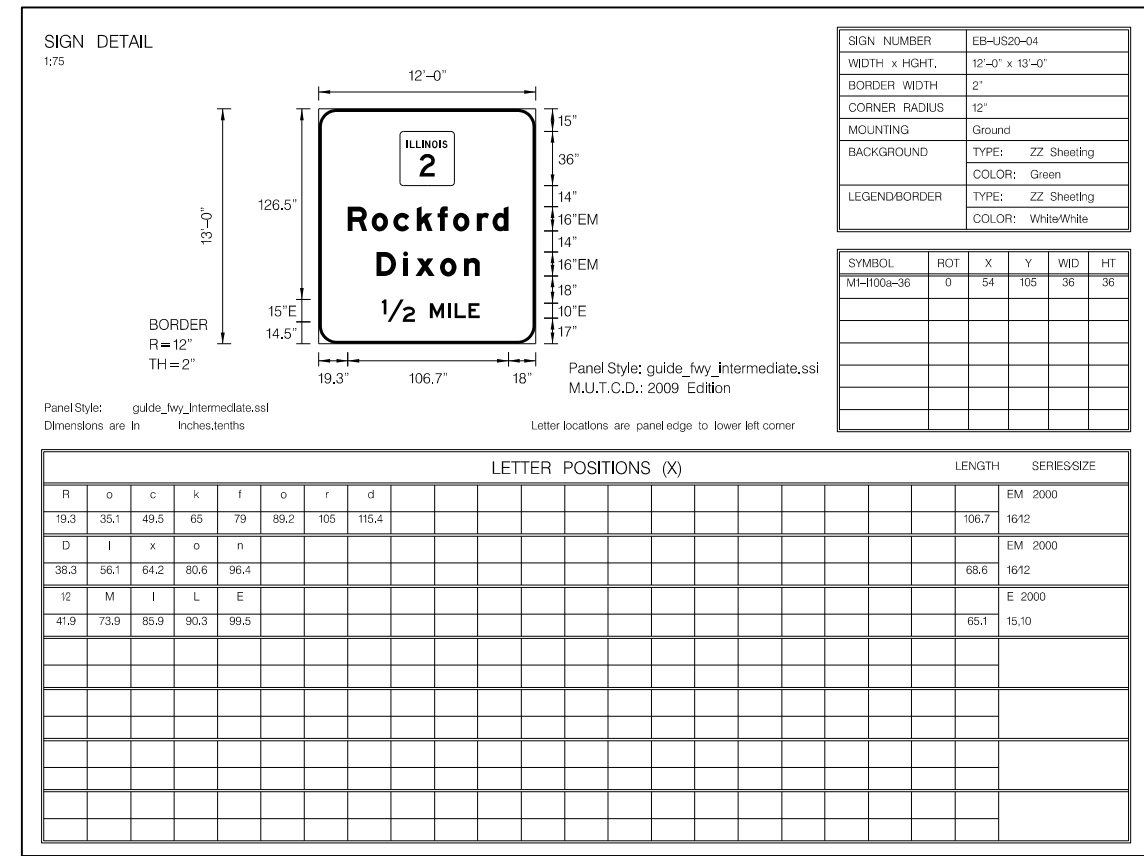 SIGN DETAIL
1:75
12'–0"
13'–0"
126.5"
15"E
14.5"
ILLINOIS
2
Rockford
Dixon
1/2 MILE
15"
36"
14"
16"EM
14"
16"EM
18"
10"E
17"
19.3" 106.7" 18"
BORDER
R=12"
TH=2"
Panel Style: guide_fwy_intermediate.ssi
M.U.T.C.D.: 2009 Edition
Panel Style: guide_fwy_intermediate.ssi
Dimensions are in inches.tenths
Letter locations are panel edge to lower left corner
SIGN NUMBER EB–US20–04
WIDTH x HGHT. 12'–0" x 13'–0"
BORDER WIDTH 2"
CORNER RADIUS 12"
MOUNTING Ground
BACKGROUND TYPE: ZZ Sheeting
COLOR: Green
LEGEND/BORDER TYPE: ZZ Sheeting
COLOR: White/White
SYMBOL ROT X Y WID HT
M1–I100a–36 0 54 105 36 36
LETTER POSITIONS (X) LENGTH SERIES/SIZE
R o c k f o r d EM 2000
19.3 35.1 49.5 65 79 89.2 105 115.4 106.7 16/12
D i x o n EM 2000
38.3 56.1 64.2 80.6 96.4 68.6 16/12
1/2 M I L E E 2000
41.9 73.9 85.9 90.3 99.5 65.1 15,10